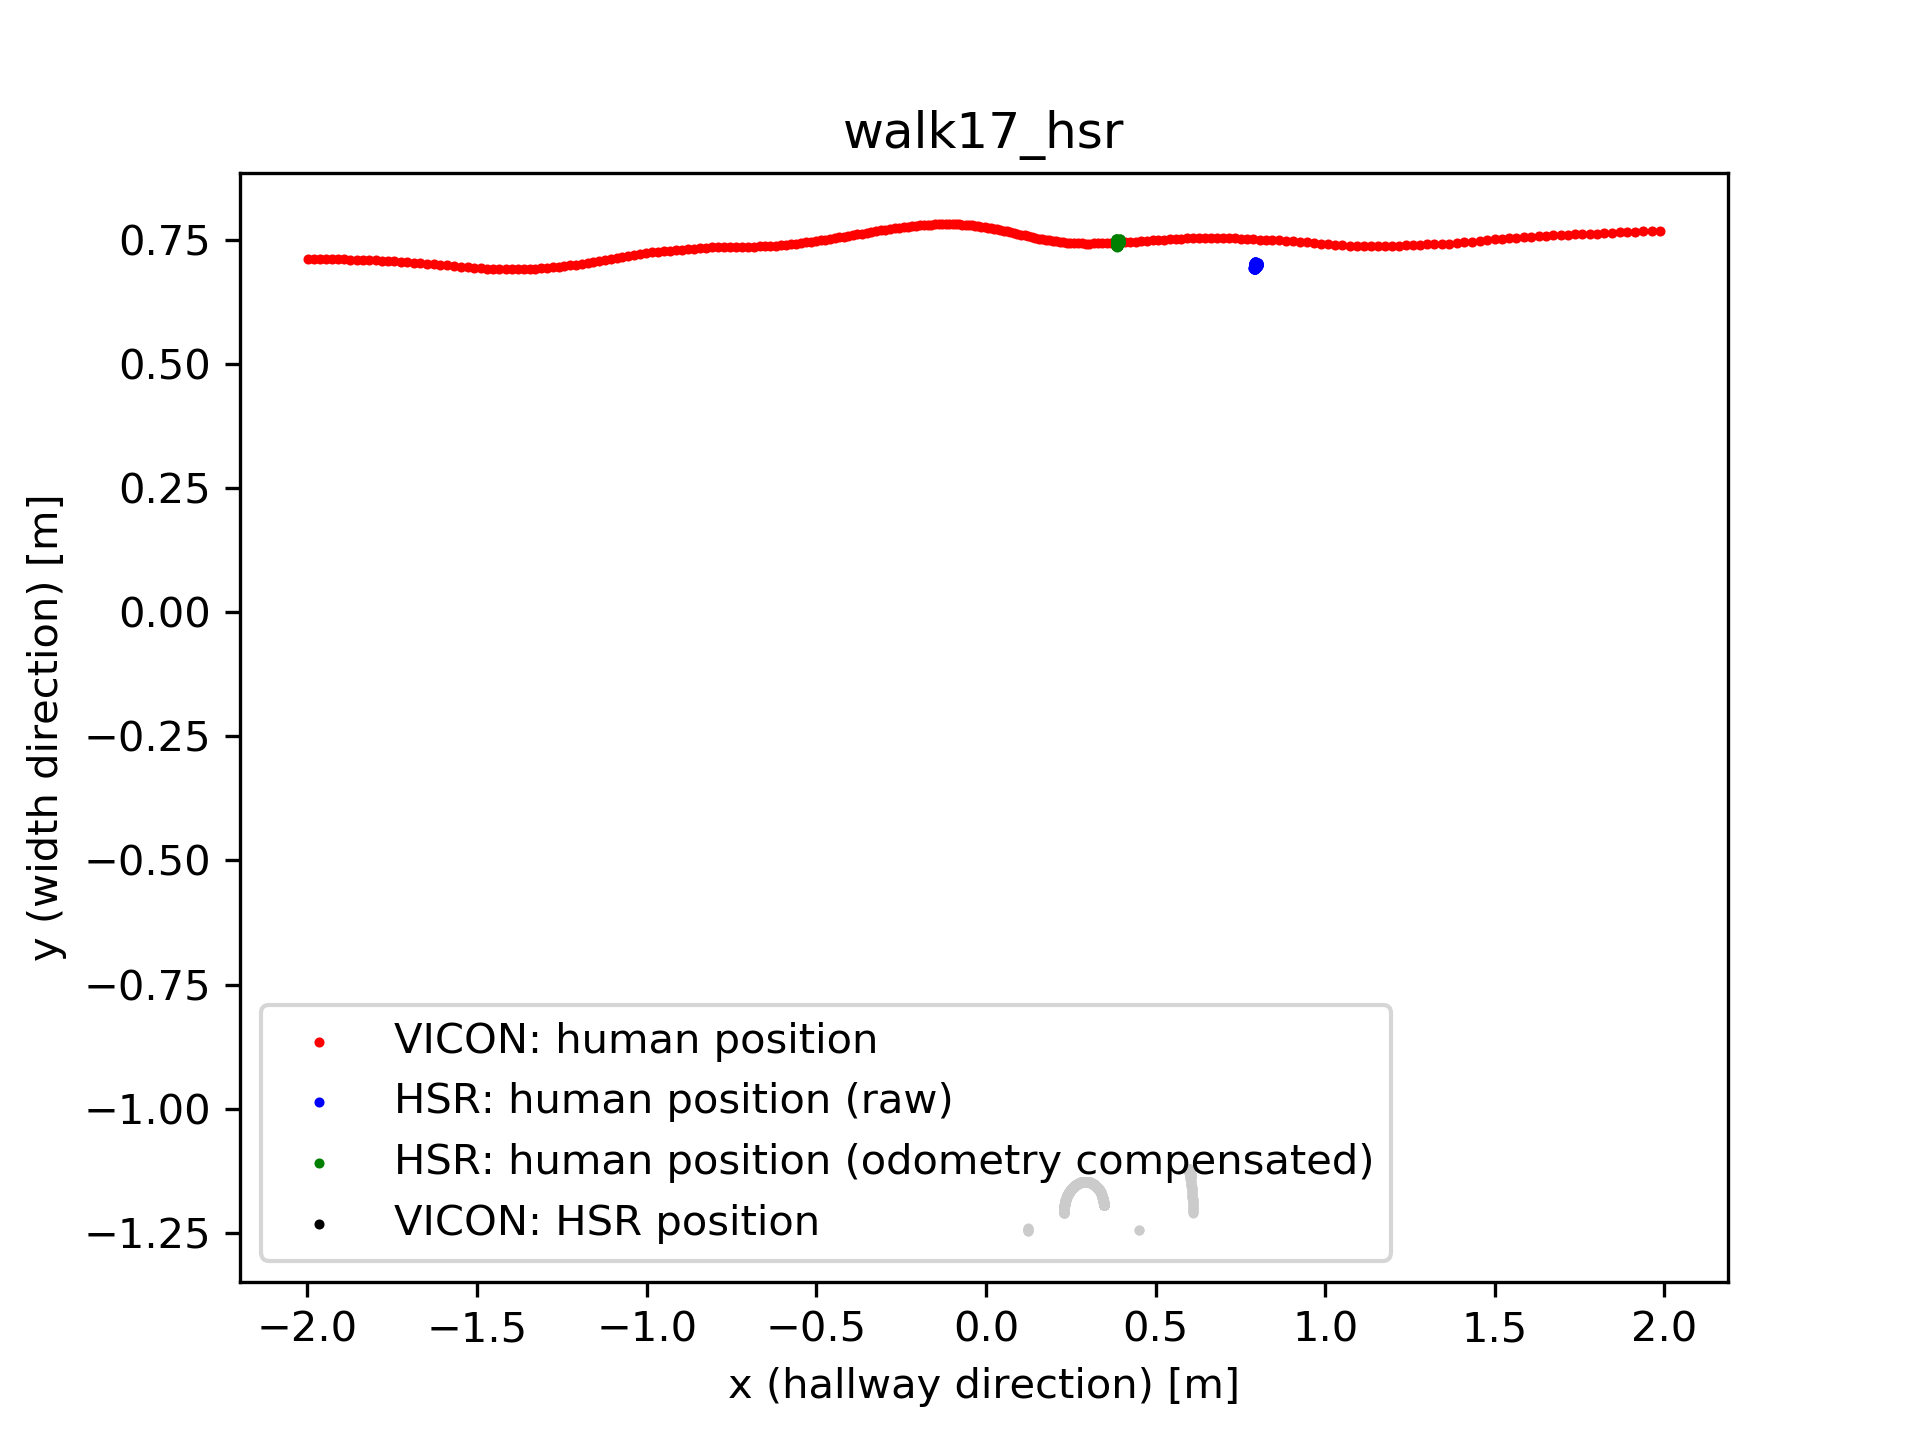 walk17_hsr
0.75
0.50
0.25
0.00
−0.25
−0.50
−0.75
−1.00
−1.25
y (width direction) [m]
VICON: human position
HSR: human position (raw)
HSR: human position (odometry compensated)
VICON: HSR position
−2.0 −1.5 −1.0 −0.5 0.0 0.5 1.0 1.5 2.0
x (hallway direction) [m]